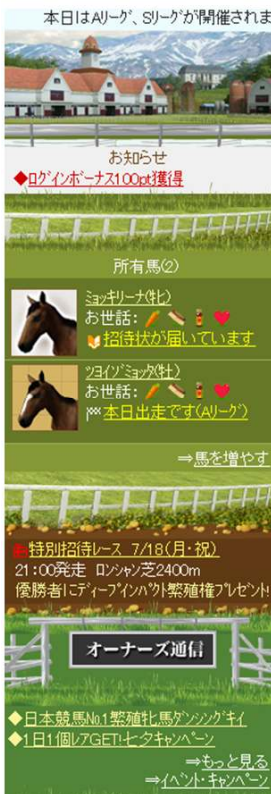 本日はAリーグ、Sリーグが開催されま
お知らせ
◆ログインボーナス100pt獲得
所有馬(2)
ミョッキリーナ(牝)
お世話:
招待状が届いています
ツヨイゾミョッタ(牡)
お世話:
本日出走です(Aリーグ)
⇒馬を増やす
特別招待レース 7/18(月・祝)
21:00発走 ロンシャン芝2400m
優勝者にディープインパクト繁殖権プレゼント!
オーナーズ通信
◆日本競馬No.1繁殖牝馬ダンシングキイ
◆1日1個レアGET!七夕キャンペーン
⇒もっと見る
⇒イベント・キャンペーン